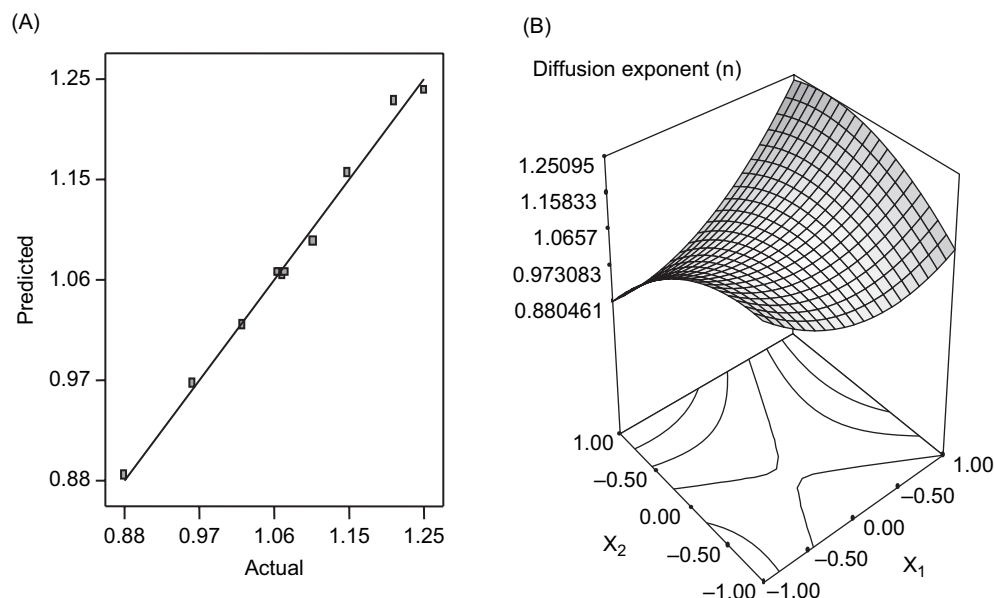 (A)
1.25
1.15
1.06
0.97
0.88
Predicted
0.88 0.97 1.06 1.15 1.25
Actual
(B)
Diffusion exponent (n)
1.25095
1.15833
1.0657
0.973083
0.880461
1.00
–0.50
0.00
–0.50
–1.00
X2
–1.00
–0.50
0.00
–0.50
1.00
X1